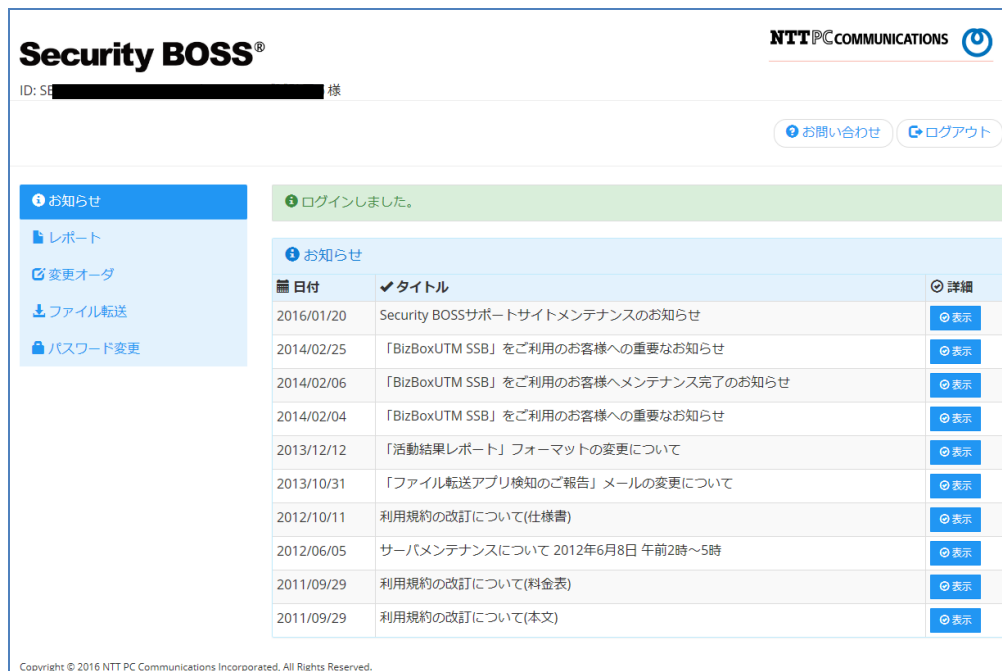 Security BOSS®
NTTPCCOMMUNICATIONS
ID: SE 様
お問い合わせ
ログアウト
お知らせ
レポート
変更オーダ
ファイル転送
パスワード変更
ログインしました。
お知らせ
日付 タイトル 詳細
2016/01/20 Security BOSSサポートサイトメンテナンスのお知らせ 表示
2014/02/25 「BizBoxUTM SSB」をご利用のお客様への重要なお知らせ 表示
2014/02/06 「BizBoxUTM SSB」をご利用のお客様へメンテナンス完了のお知らせ 表示
2014/02/04 「BizBoxUTM SSB」をご利用のお客様への重要なお知らせ 表示
2013/12/12 「活動結果レポート」フォーマットの変更について 表示
2013/10/31 「ファイル転送アプリ検知のご報告」メールの変更について 表示
2012/10/11 利用規約の改訂について(仕様書) 表示
2012/06/05 サーバメンテナンスについて 2012年6月8日 午前2時～5時 表示
2011/09/29 利用規約の改訂について(料金表) 表示
2011/09/29 利用規約の改訂について(本文) 表示
Copyright © 2016 NTT PC Communications Incorporated, All Rights Reserved.